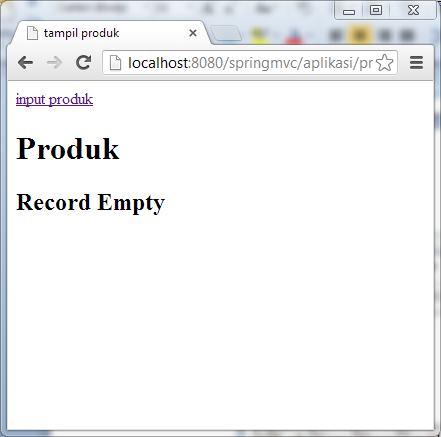 tampil produk
localhost:8080/springmvc/aplikasi/pr
input produk
Produk
Record Empty